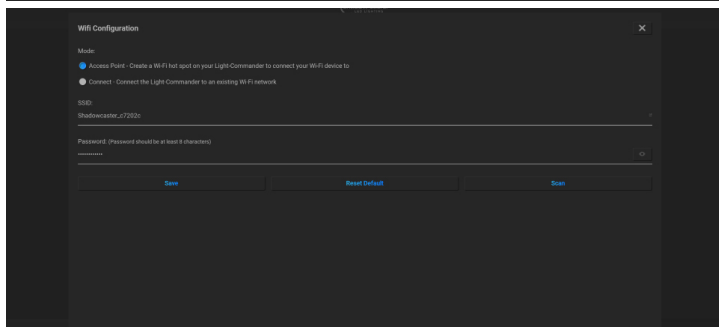 Wifi Configuration
Mode:
Access Point - Create a Wi-Fi hot spot on your Light-Commander to connect your Wi-Fi device to
Connect - Connect the Light-Commander to an existing Wi-Fi network
SSID:
Shadowcaster_c7202c
Password: (Password should be at least 8 characters)
Save
Reset Default
Scan